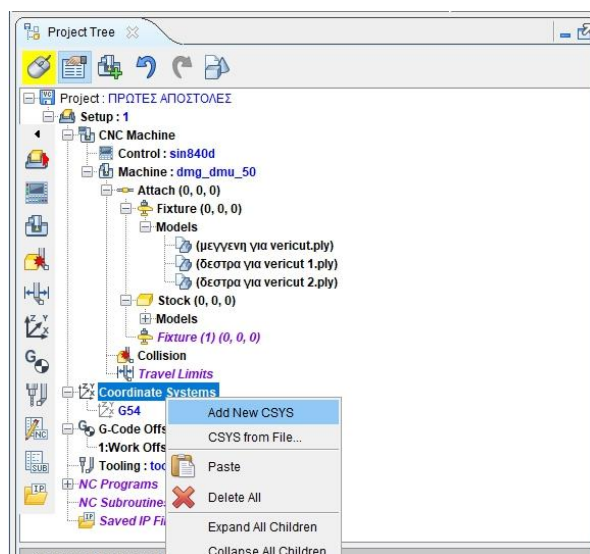 Project Tree
Project : ΠΡΩΤΕΣ ΑΠΟΣΤΟΛΕΣ
Setup : 1
CNC Machine
Control : sin840d
Machine : dmg_dmu_50
Attach (0, 0, 0)
Fixture (0, 0, 0)
Models
(μεγγενη για vericut.ply)
(δεστρα για vericut 1.ply)
(δεστρα για vericut 2.ply)
Stock (0, 0, 0)
Models
Fixture (1) (0, 0, 0)
Collision
Travel Limits
Coordinate Systems
G54
Add New CSYS
G-Code Offs
CSYS from File...
1:Work Offs
Tooling : too
Paste
NC Programs
Delete All
NC Subroutines
Saved IP Fi
Expand All Children
Collapse All Children